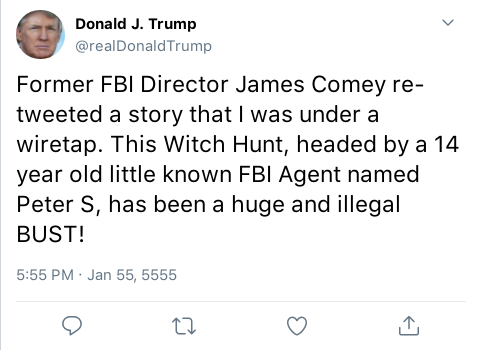 Donald J. Trump
@realDonaldTrump
Former FBI Director James Comey re-
tweeted a story that I was under a
wiretap. This Witch Hunt, headed by a 14
year old little known FBI Agent named
Peter S, has been a huge and illegal
BUST!
5:55 PM · Jan 55, 5555